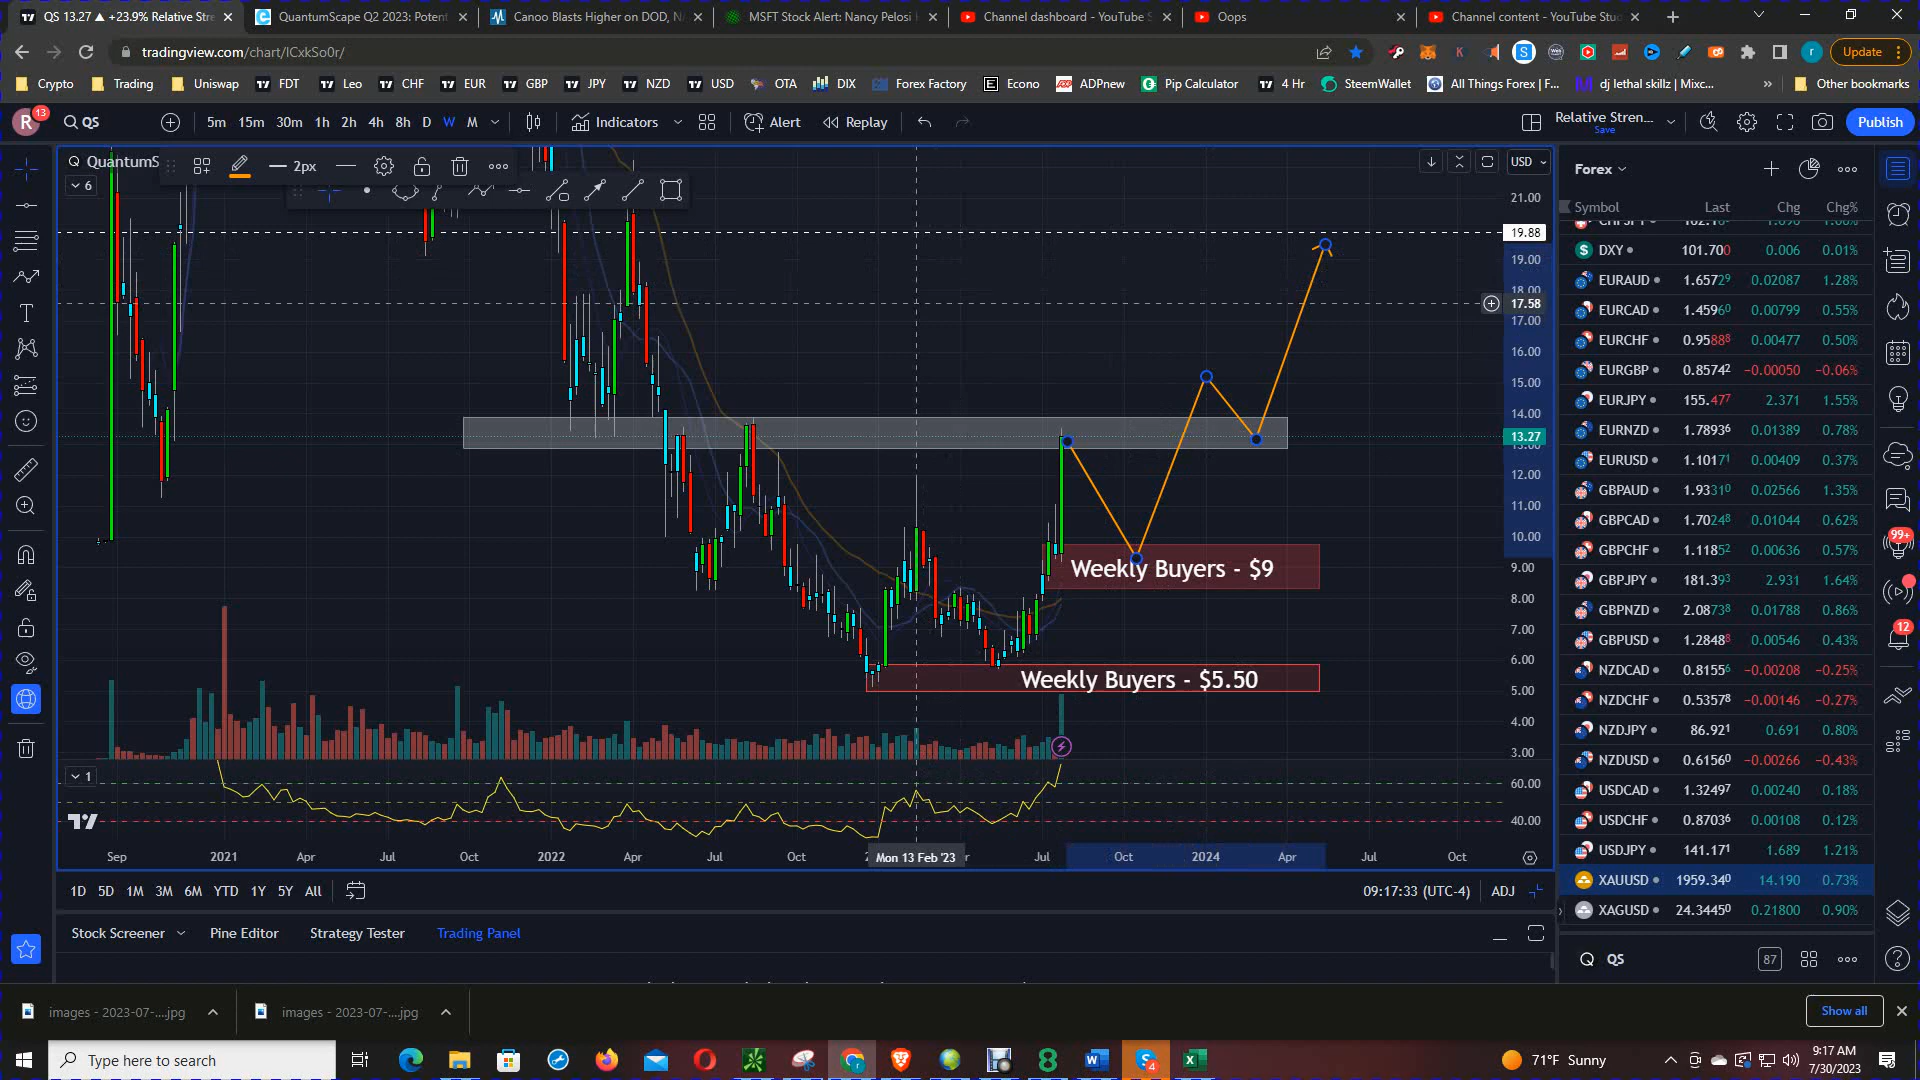 QS 13.27 ▲ +23.9% Relative Stre
QuantumScape Q2 2023: Potent
Canoo Blasts Higher on DOD, N
MSFT Stock Alert: Nancy Pelosi
Channel dashboard - YouTube S
Oops
Channel content - YouTube Stu
tradingview.com/chart/lCxkSo0r/
Update
Crypto Trading Uniswap FDT Leo CHF EUR GBP JPY NZD USD OTA DIX Forex Factory Econo ADPnew Pip Calculator 4 Hr SteemWallet All Things Forex | F... dj lethal skillz | Mixc... » Other bookmarks
R 13 QS 5m 15m 30m 1h 2h 4h 8h D W M Indicators Alert Replay Relative Stren... Save Publish
QuantumS 2px USD
6
21.00
19.88
19.00
18.00
17.58
17.00
16.00
15.00
14.00
13.27
12.00
11.00
10.00
9.00
8.00
7.00
6.00
5.00
4.00
3.00
60.00
40.00
Weekly Buyers - $9
Weekly Buyers - $5.50
1
Sep 2021 Apr Jul Oct 2022 Apr Jul Oct Mon 13 Feb '23 Jul Oct 2024 Apr Jul Oct
1D 5D 1M 3M 6M YTD 1Y 5Y All 09:17:33 (UTC-4) ADJ
Stock Screener Pine Editor Strategy Tester Trading Panel
Forex
Symbol Last Chg Chg%
DXY 101.700 0.006 0.01%
EURAUD 1.65729 0.02087 1.28%
EURCAD 1.45960 0.00799 0.55%
EURCHF 0.95888 0.00477 0.50%
EURGBP 0.85742 −0.00050 −0.06%
EURJPY 155.477 2.371 1.55%
EURNZD 1.78936 0.01389 0.78%
EURUSD 1.10171 0.00409 0.37%
GBPAUD 1.93310 0.02566 1.35%
GBPCAD 1.70248 0.01044 0.62%
GBPCHF 1.11852 0.00636 0.57%
GBPJPY 181.393 2.931 1.64%
GBPNZD 2.08738 0.01788 0.86%
GBPUSD 1.28488 0.00546 0.43%
NZDCAD 0.81556 −0.00208 −0.25%
NZDCHF 0.53578 −0.00146 −0.27%
NZDJPY 86.921 0.691 0.80%
NZDUSD 0.61560 −0.00266 −0.43%
USDCAD 1.32497 0.00240 0.18%
USDCHF 0.87036 0.00108 0.12%
USDJPY 141.171 1.689 1.21%
XAUUSD 1959.340 14.190 0.73%
XAGUSD 24.3450 0.21800 0.90%
QS 87
99+
12
images - 2023-07-....jpg
images - 2023-07-....jpg
Show all
Type here to search
71°F Sunny
9:17 AM
7/30/2023